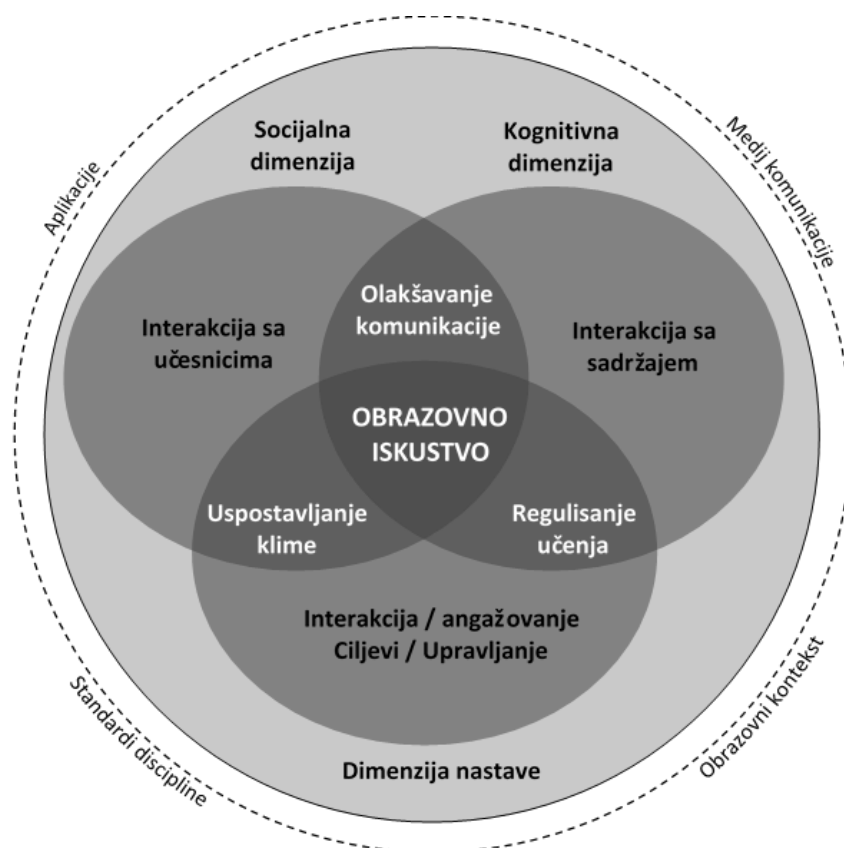 Socijalna
dimenzija
Kognitivna
dimenzija
Aplikacije
Medij komunikacije
Olakšavanje
komunikacije
Interakcija sa
učesnicima
Interakcija sa
sadržajem
OBRAZOVNO
ISKUSTVO
Uspostavljanje
klime
Regulisanje
učenja
Interakcija / angažovanje
Ciljevi / Upravljanje
Standardi discipline
Obrazovni kontekst
Dimenzija nastave